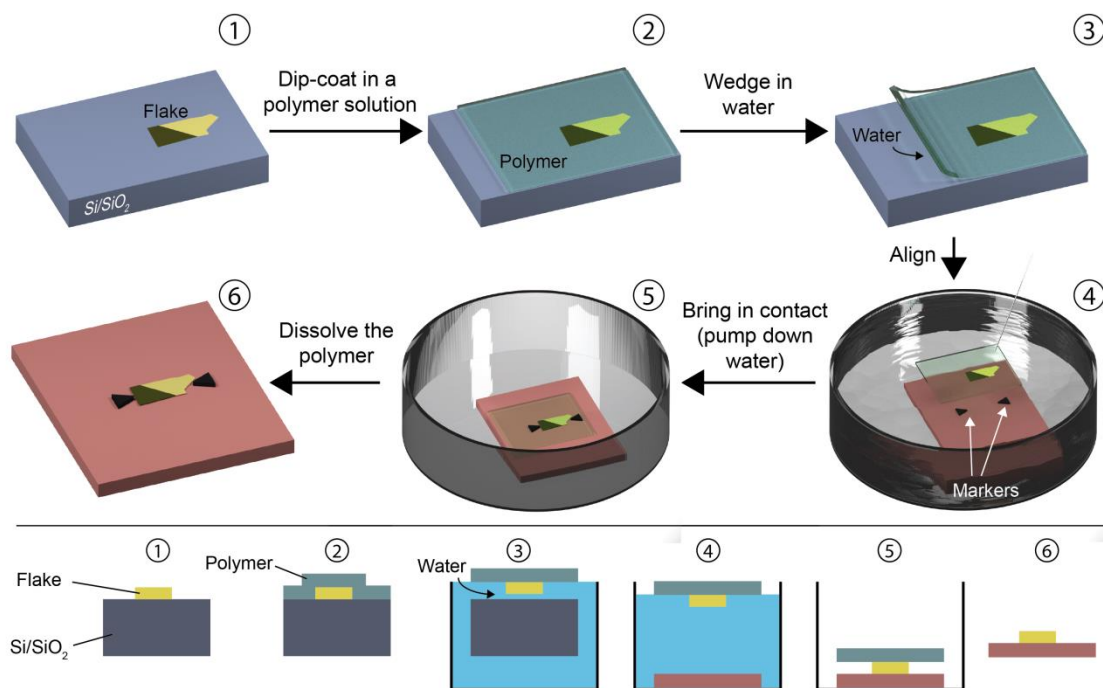 ①
②
③
Dip-coat in a
polymer solution
Wedge in
water
Flake
Polymer
Water
Si/SiO₂
Align
⑥
⑤
④
Dissolve the
polymer
Bring in contact
(pump down
water)
Markers
①
②
③
④
⑤
⑥
Flake
Polymer
Water
Si/SiO₂